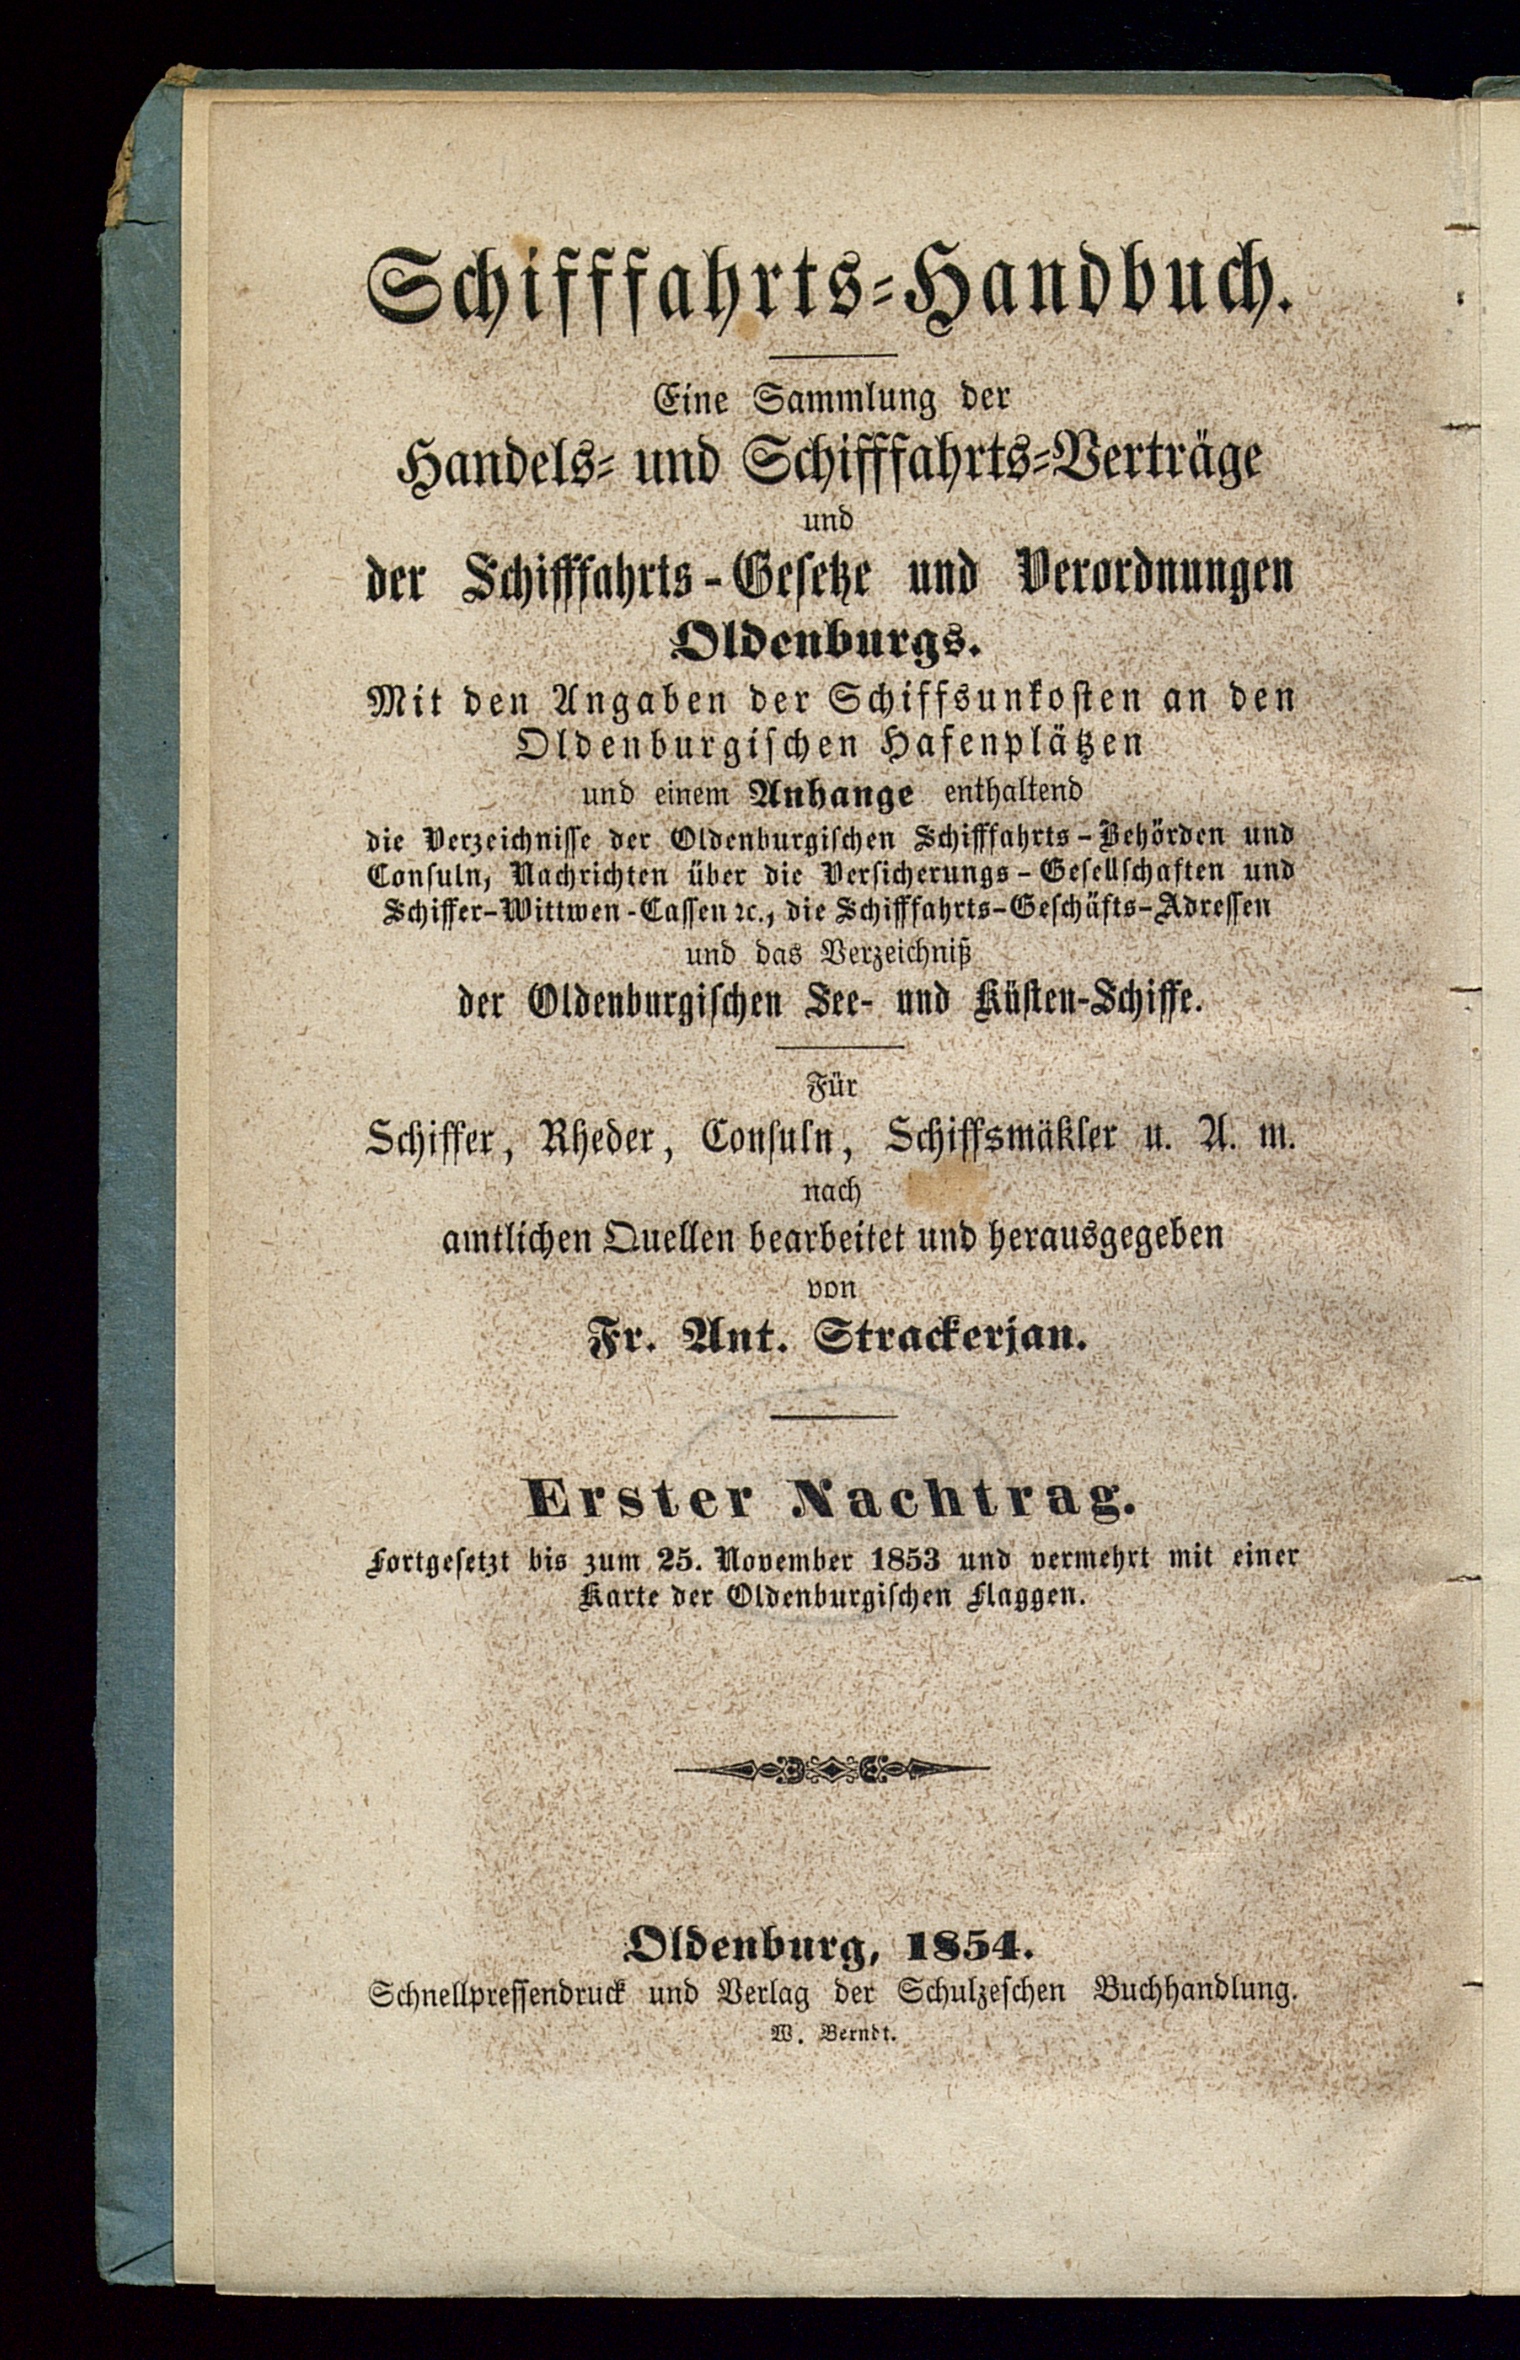 Schifffahrts-Handbuch.
Eine Sammlung der
Handels- und Schifffahrts-Verträge
und
der Schifffahrts-Gesetze und Verordnungen
Oldenburgs.
Mit den Angaben der Schiffsunkosten an den
Oldenburgischen Hafenplätzen
und einem Anhange enthaltend
die Verzeichnisse der Oldenburgischen Schifffahrts-Behörden und
Consuln, Nachrichten über die Versicherungs-Gesellschaften und
Schiffer-Wittwen-Cassen ꝛc., die Schifffahrts-Geschäfts-Adressen
und das Verzeichniß
der Oldenburgischen See- und Küsten-Schiffe.
Für
Schiffer, Rheder, Consuln, Schiffsmäkler u. A. m.
nach
amtlichen Quellen bearbeitet und herausgegeben
von
Fr. Ant. Strackerjan.
Erster Nachtrag.
Fortgesetzt bis zum 25. November 1853 und vermehrt mit einer
Karte der Oldenburgischen Flaggen.
Oldenburg, 1854.
Schnellpressendruck und Verlag der Schulzeschen Buchhandlung.
W. Berndt.